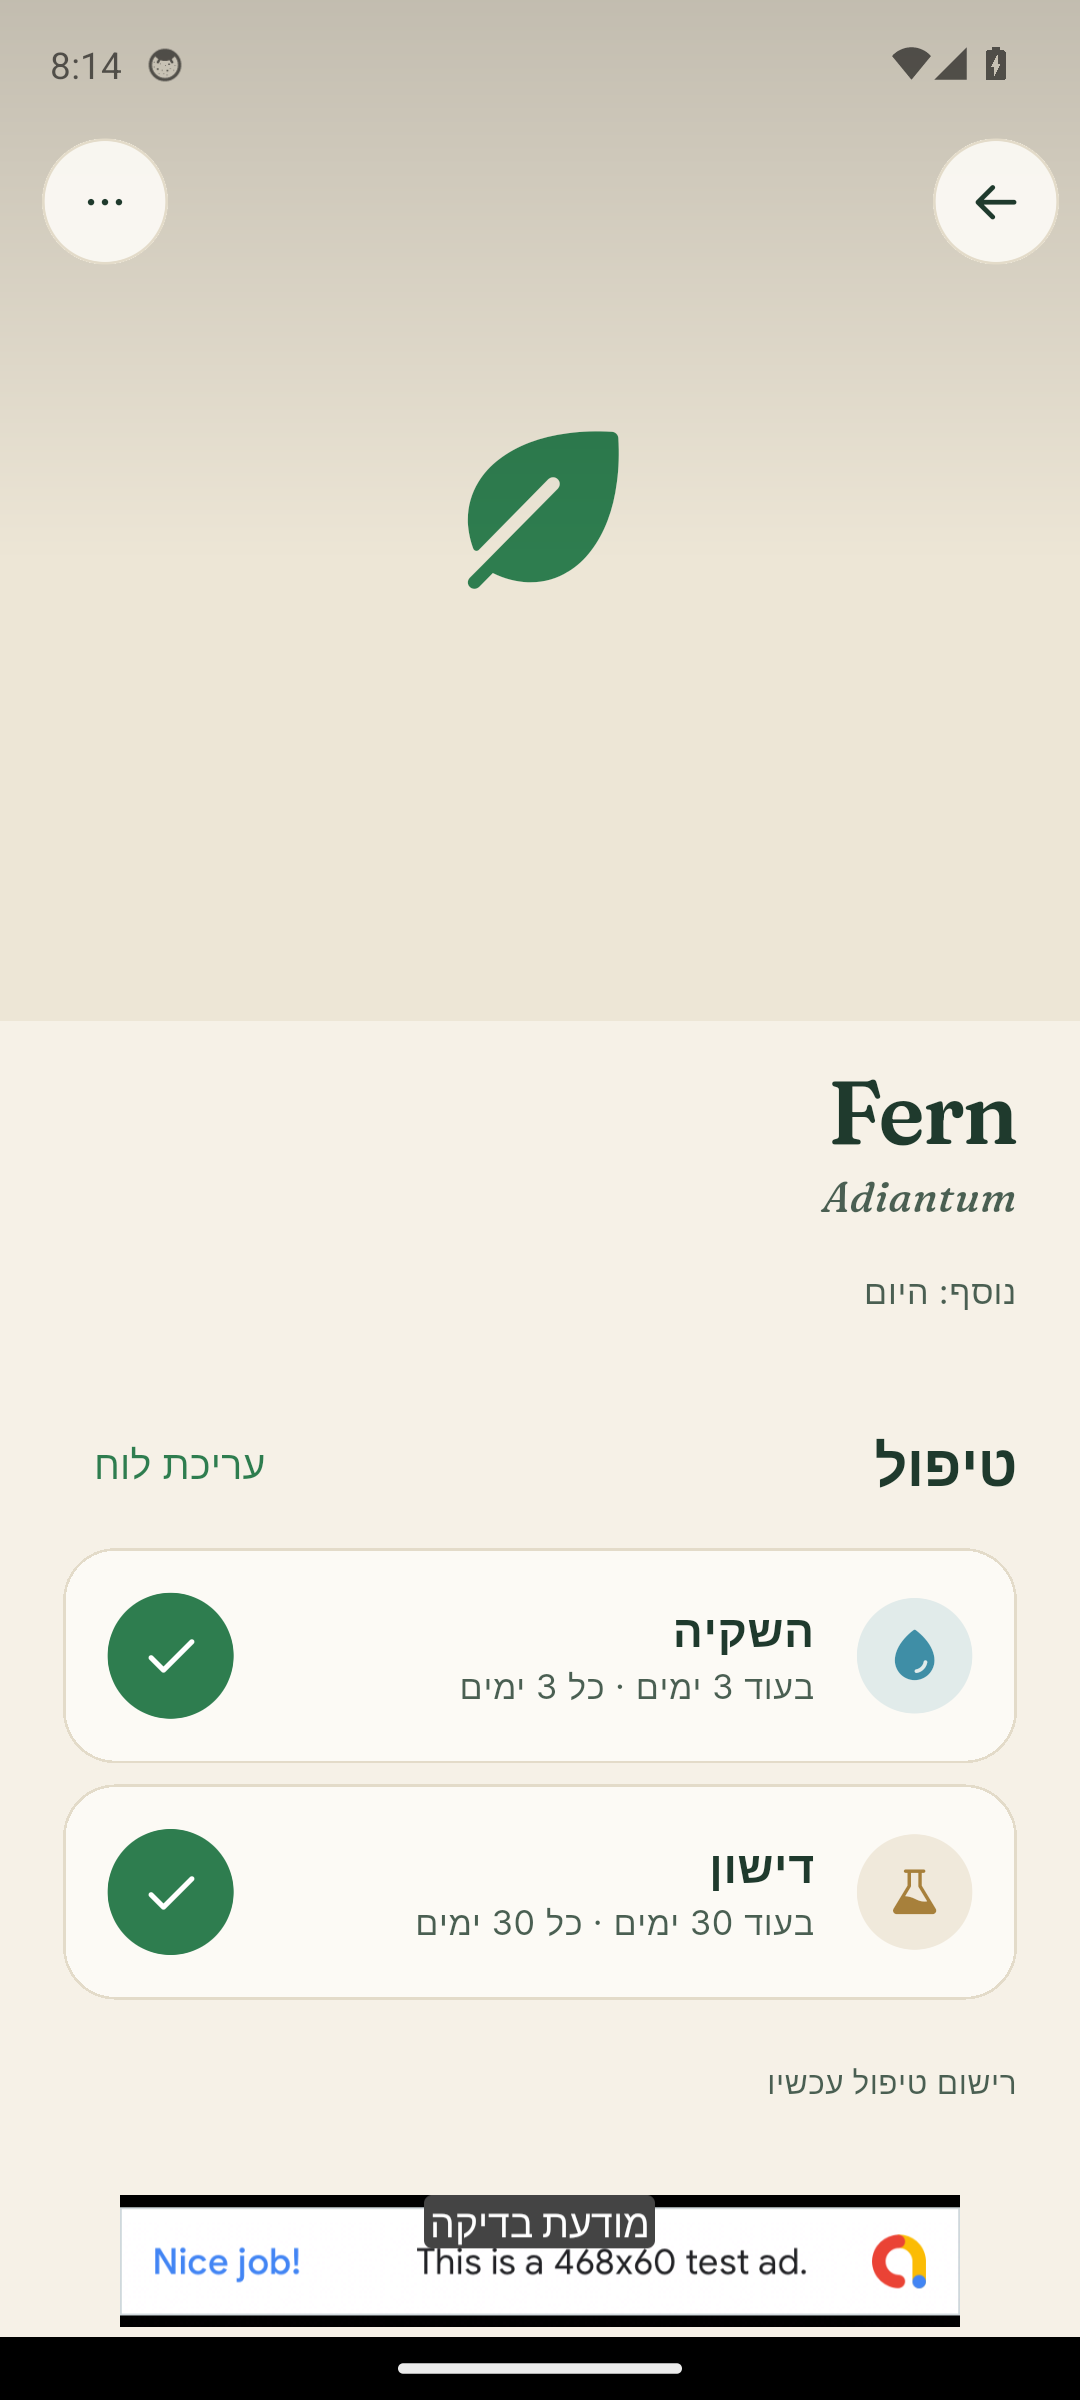 8:14
Fern
Adiantum
נוסף: היום
טיפול
עריכת לוח
השקיה
בעוד 3 ימים · כל 3 ימים
דישון
בעוד 30 ימים · כל 30 ימים
רישום טיפול עכשיו
מודעת בדיקה
Nice job!
This is a 468x60 test ad.